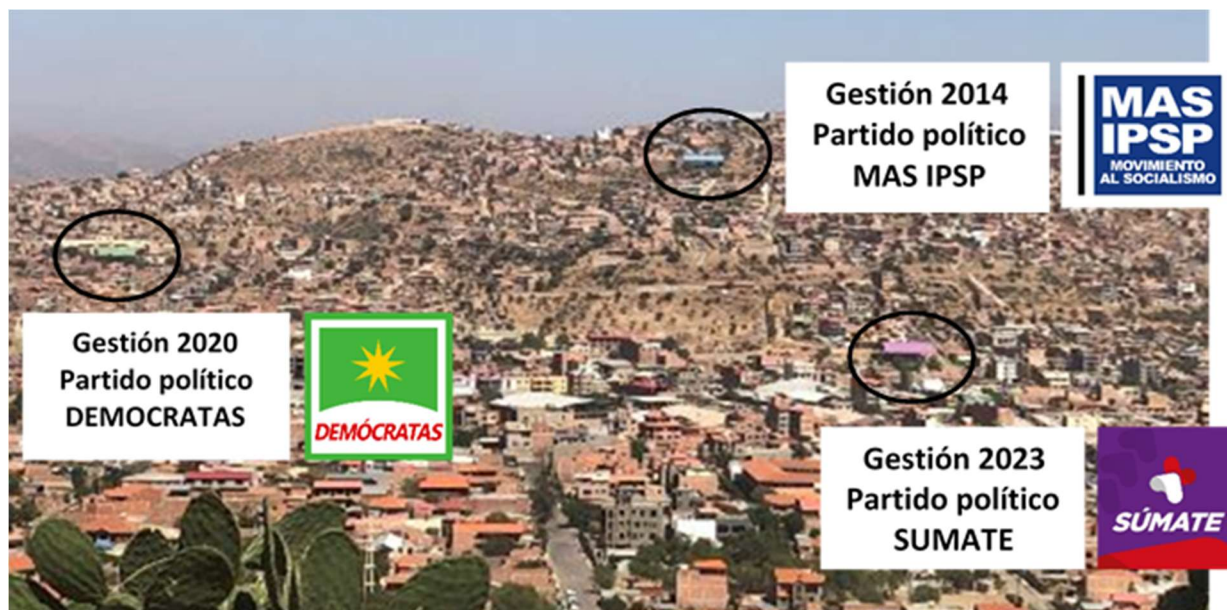 Gestión 2014
Partido político
MAS IPSP
MAS
IPSP
MOVIMIENTO
AL SOCIALISMO
Gestión 2020
Partido político
DEMOCRATAS
DEMÓCRATAS
Gestión 2023
Partido político
SUMATE
SÚMATE